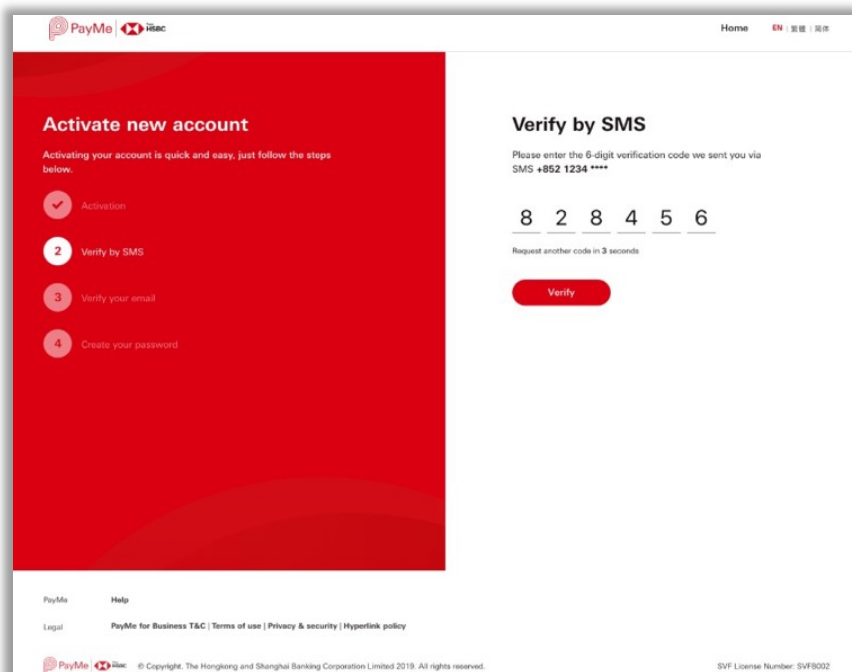 PayMe From HSBC
Home EN | 繁體 | 简体
Activate new account
Activating your account is quick and easy, just follow the steps
below.
Activation
2 Verify by SMS
3 Verify your email
4 Create your password
Verify by SMS
Please enter the 6-digit verification code we sent you via
SMS +852 1234 ****
8 2 8 4 5 6
Request another code in 3 seconds
Verify
PayMe Help
Legal PayMe for Business T&C | Terms of use | Privacy & security | Hyperlink policy
PayMe HSBC © Copyright. The Hongkong and Shanghai Banking Corporation Limited 2019. All rights reserved. SVF License Number: SVFB002